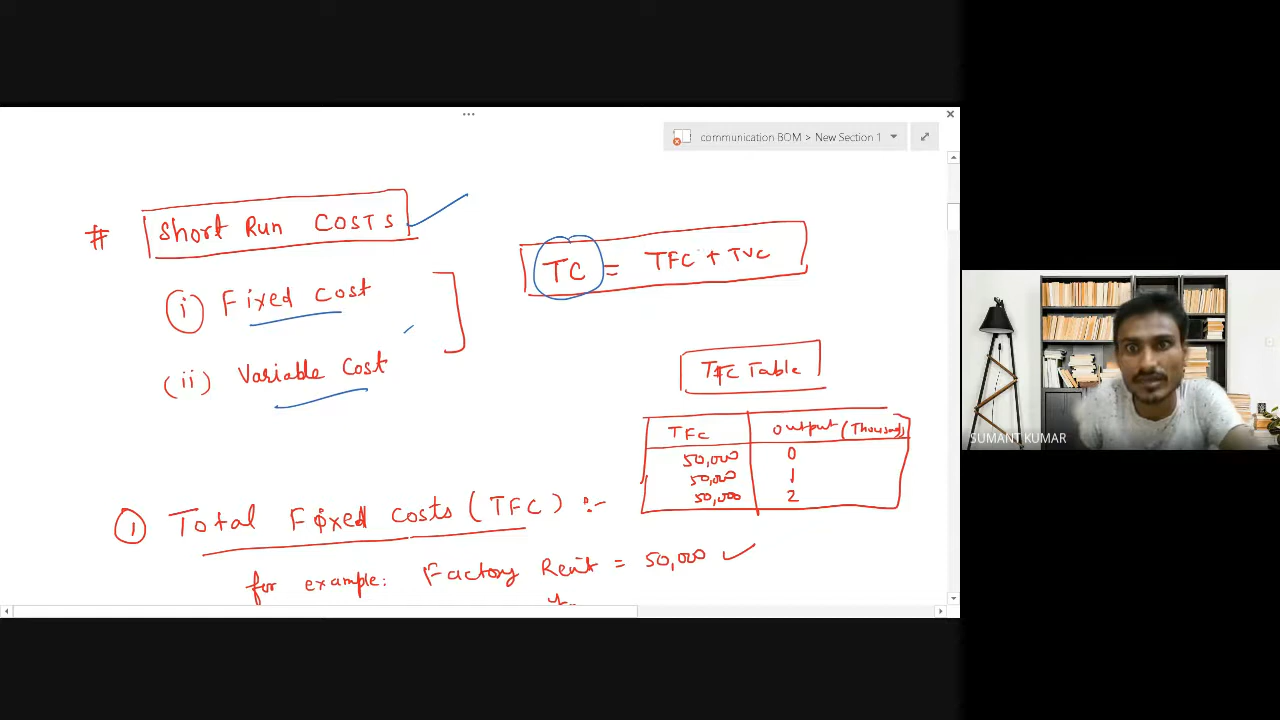 communication BOM > New Section 1
# Short Run COSTS
TC = TFC + TVC
(i) Fixed Cost
(ii) Variable Cost
TFC Table
TFC Output (Thousand)
50,000 0
50,000 1
50,000 2
① Total Fixed Costs (TFC) :-
for example: Factory Rent = 50,000
SUMANT KUMAR